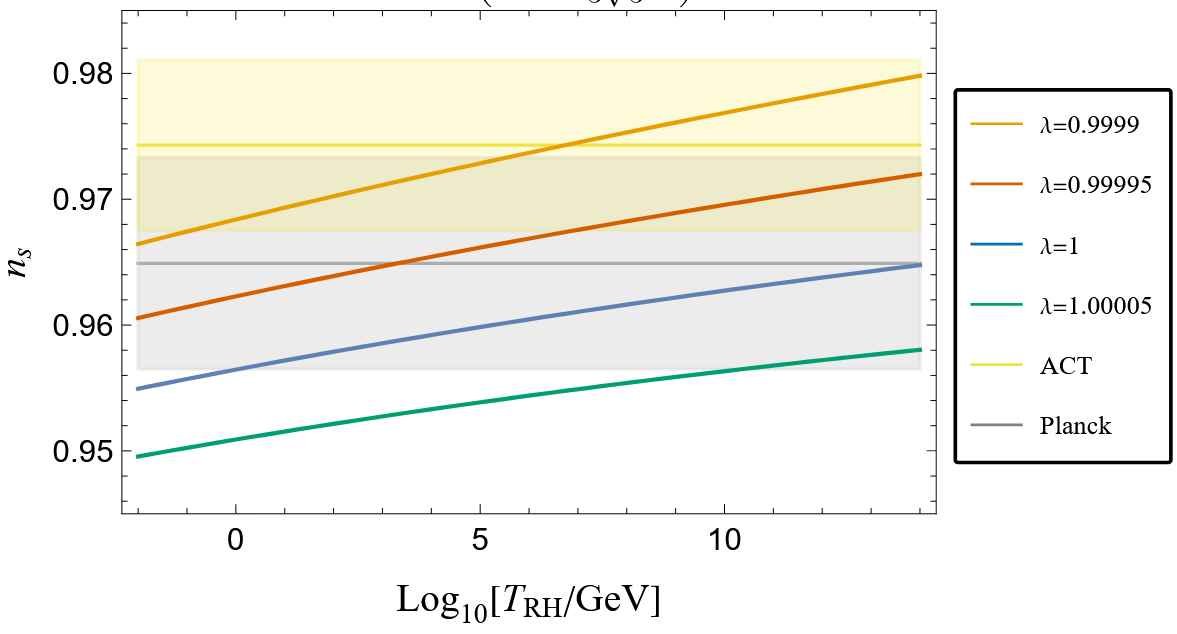 0.98
0.97
0.96
0.95
n_s
0
5
10
Log₁₀[T_RH/GeV]
λ=0.9999
λ=0.99995
λ=1
λ=1.00005
ACT
Planck